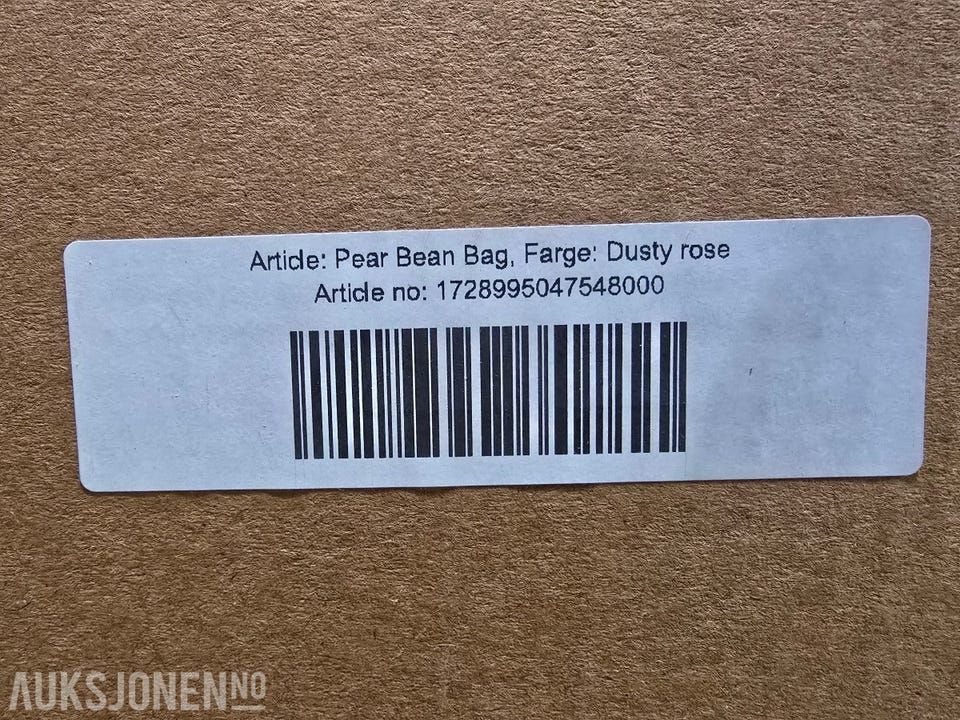 Article: Pear Bean Bag, Farge: Dusty rose
Article no: 1728995047548000
AUKSJONEN.NO